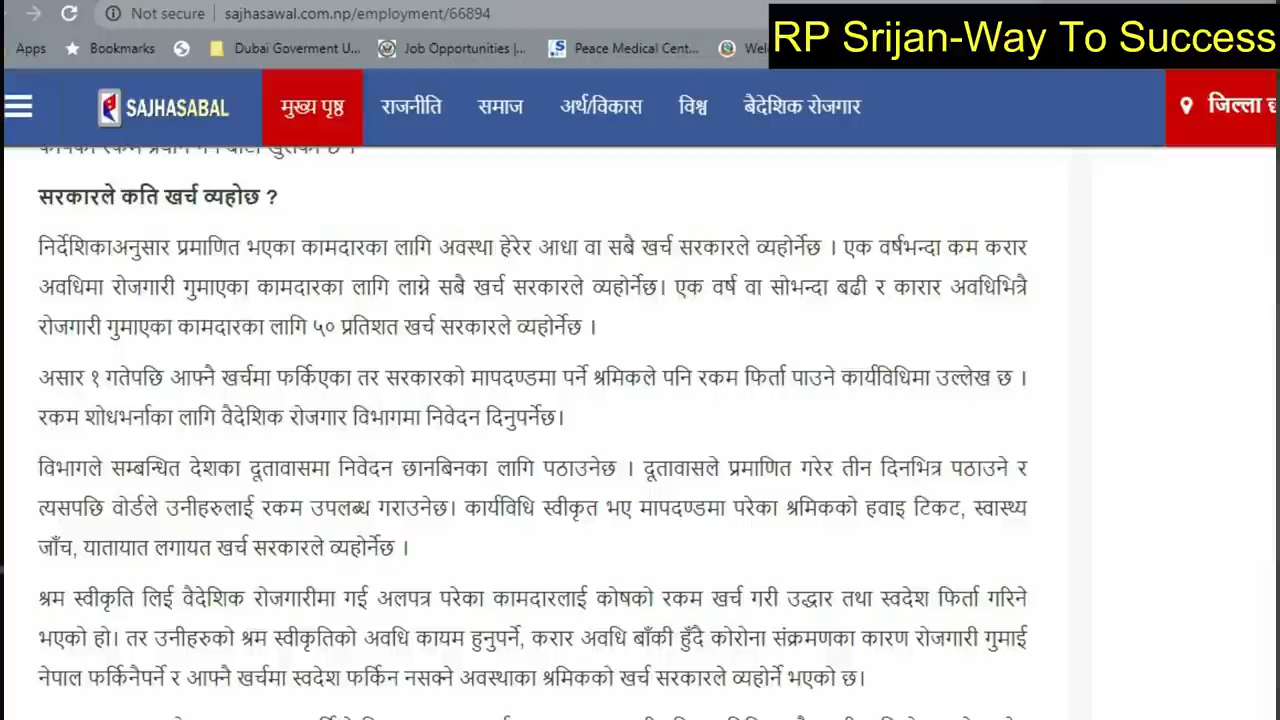 Not secure | sajhasawal.com.np/employment/66894
RP Srijan-Way To Success
Apps Bookmarks Dubai Goverment U... Job Opportunities |... Peace Medical Cent...
SAJHASABAL मुख्य पृष्ठ राजनीति समाज अर्थ/विकास विश्व बैदेशिक रोजगार जिल्ला
सरकारले कति खर्च व्यहोछ ?
निर्देशिकाअनुसार प्रमाणित भएका कामदारका लागि अवस्था हेरेर आधा वा सबै खर्च सरकारले व्यहोर्नेछ । एक वर्षभन्दा कम करार
अवधिमा रोजगारी गुमाएका कामदारका लागि लाग्ने सबै खर्च सरकारले व्यहोर्नेछ। एक वर्ष वा सोभन्दा बढी र कारार अवधिभित्रै
रोजगारी गुमाएका कामदारका लागि ५० प्रतिशत खर्च सरकारले व्यहोर्नेछ ।
असार १ गतेपछि आफ्नै खर्चमा फर्किएका तर सरकारको मापदण्डमा पर्ने श्रमिकले पनि रकम फिर्ता पाउने कार्यविधिमा उल्लेख छ ।
रकम शोधभर्नाका लागि वैदेशिक रोजगार विभागमा निवेदन दिनुपर्नेछ।
विभागले सम्बन्धित देशका दूतावासमा निवेदन छानबिनका लागि पठाउनेछ । दूतावासले प्रमाणित गरेर तीन दिनभित्र पठाउने र
त्यसपछि वोर्डले उनीहरुलाई रकम उपलब्ध गराउनेछ। कार्यविधि स्वीकृत भए मापदण्डमा परेका श्रमिकको हवाइ टिकट, स्वास्थ्य
जाँच, यातायात लगायत खर्च सरकारले व्यहोर्नेछ ।
श्रम स्वीकृति लिई वैदेशिक रोजगारीमा गई अलपत्र परेका कामदारलाई कोषको रकम खर्च गरी उद्धार तथा स्वदेश फिर्ता गरिने
भएको हो। तर उनीहरुको श्रम स्वीकृतिको अवधि कायम हुनुपर्ने, करार अवधि बाँकी हुँदै कोरोना संक्रमणका कारण रोजगारी गुमाई
नेपाल फर्किनैपर्ने र आफ्नै खर्चमा स्वदेश फर्किन नसक्ने अवस्थाका श्रमिकको खर्च सरकारले व्यहोर्ने भएको छ।